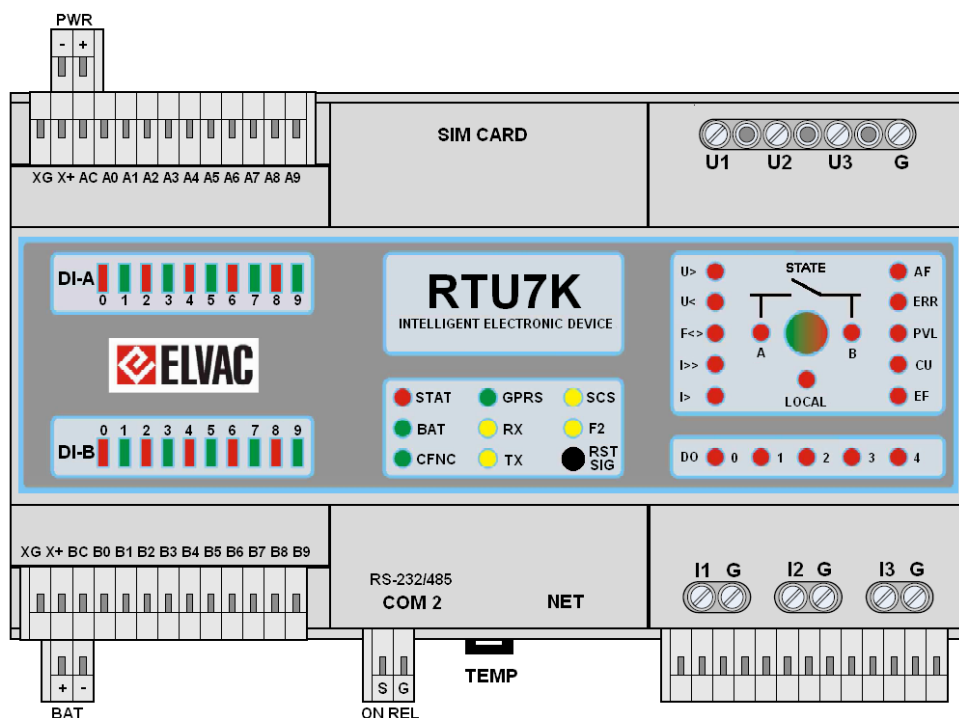 PWR
- +
SIM CARD
U1 U2 U3 G
XG X+ AC A0 A1 A2 A3 A4 A5 A6 A7 A8 A9
DI-A
0 1 2 3 4 5 6 7 8 9
RTU7K
INTELLIGENT ELECTRONIC DEVICE
U> STATE AF
U< ERR
F<> A B PVL
I>> CU
I> LOCAL EF
ELVAC
STAT GPRS SCS
BAT RX F2
CFNC TX RST SIG
0 1 2 3 4 5 6 7 8 9
DI-B
DO 0 1 2 3 4
XG X+ BC B0 B1 B2 B3 B4 B5 B6 B7 B8 B9
RS-232/485
COM 2 NET
I1 G I2 G I3 G
TEMP
+ -
BAT
S G
ON REL